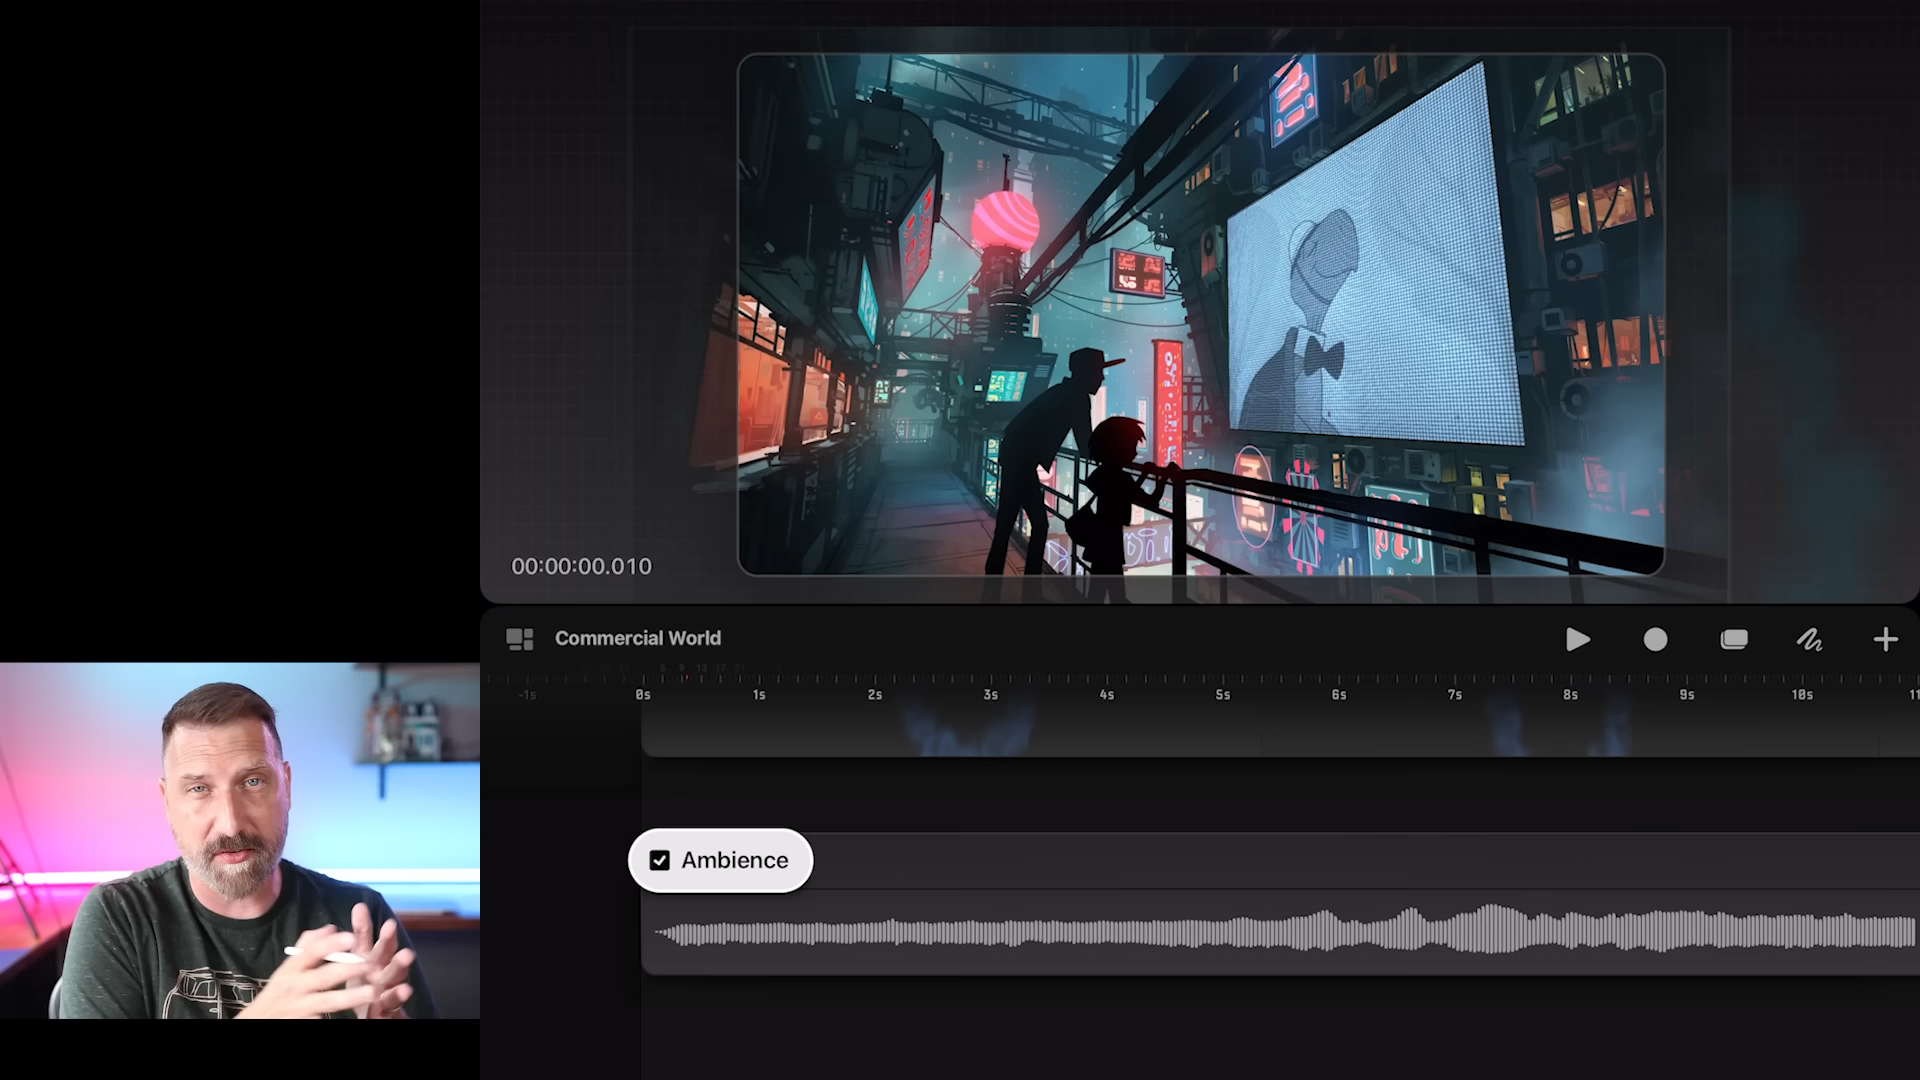 00:00:00.010
Commercial World
-1s 0s 1s 2s 3s 4s 5s 6s 7s 8s 9s 10s 11
Ambience